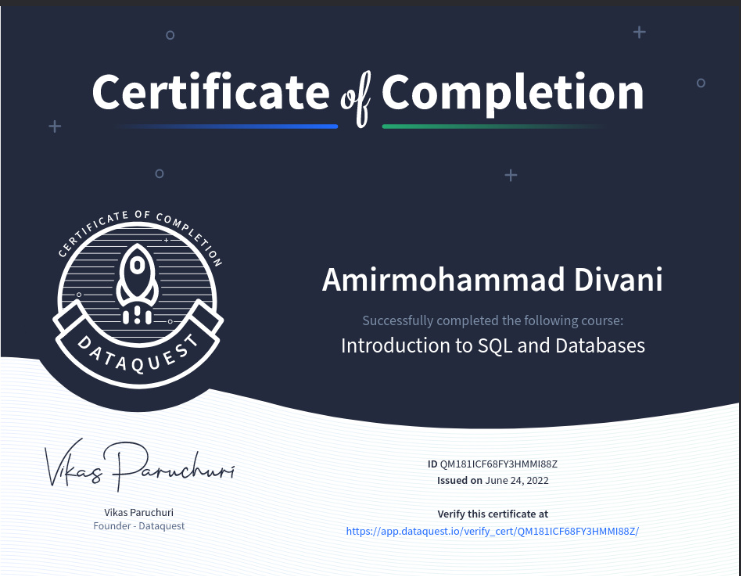 Certificate of Completion
CERTIFICATE OF COMPLETION
DATAQUEST
Amirmohammad Divani
Successfully completed the following course:
Introduction to SQL and Databases
Vikas Paruchuri
Vikas Paruchuri
Founder - Dataquest
ID QM181ICF68FY3HMMI88Z
Issued on June 24, 2022
Verify this certificate at
https://app.dataquest.io/verify_cert/QM181ICF68FY3HMMI88Z/